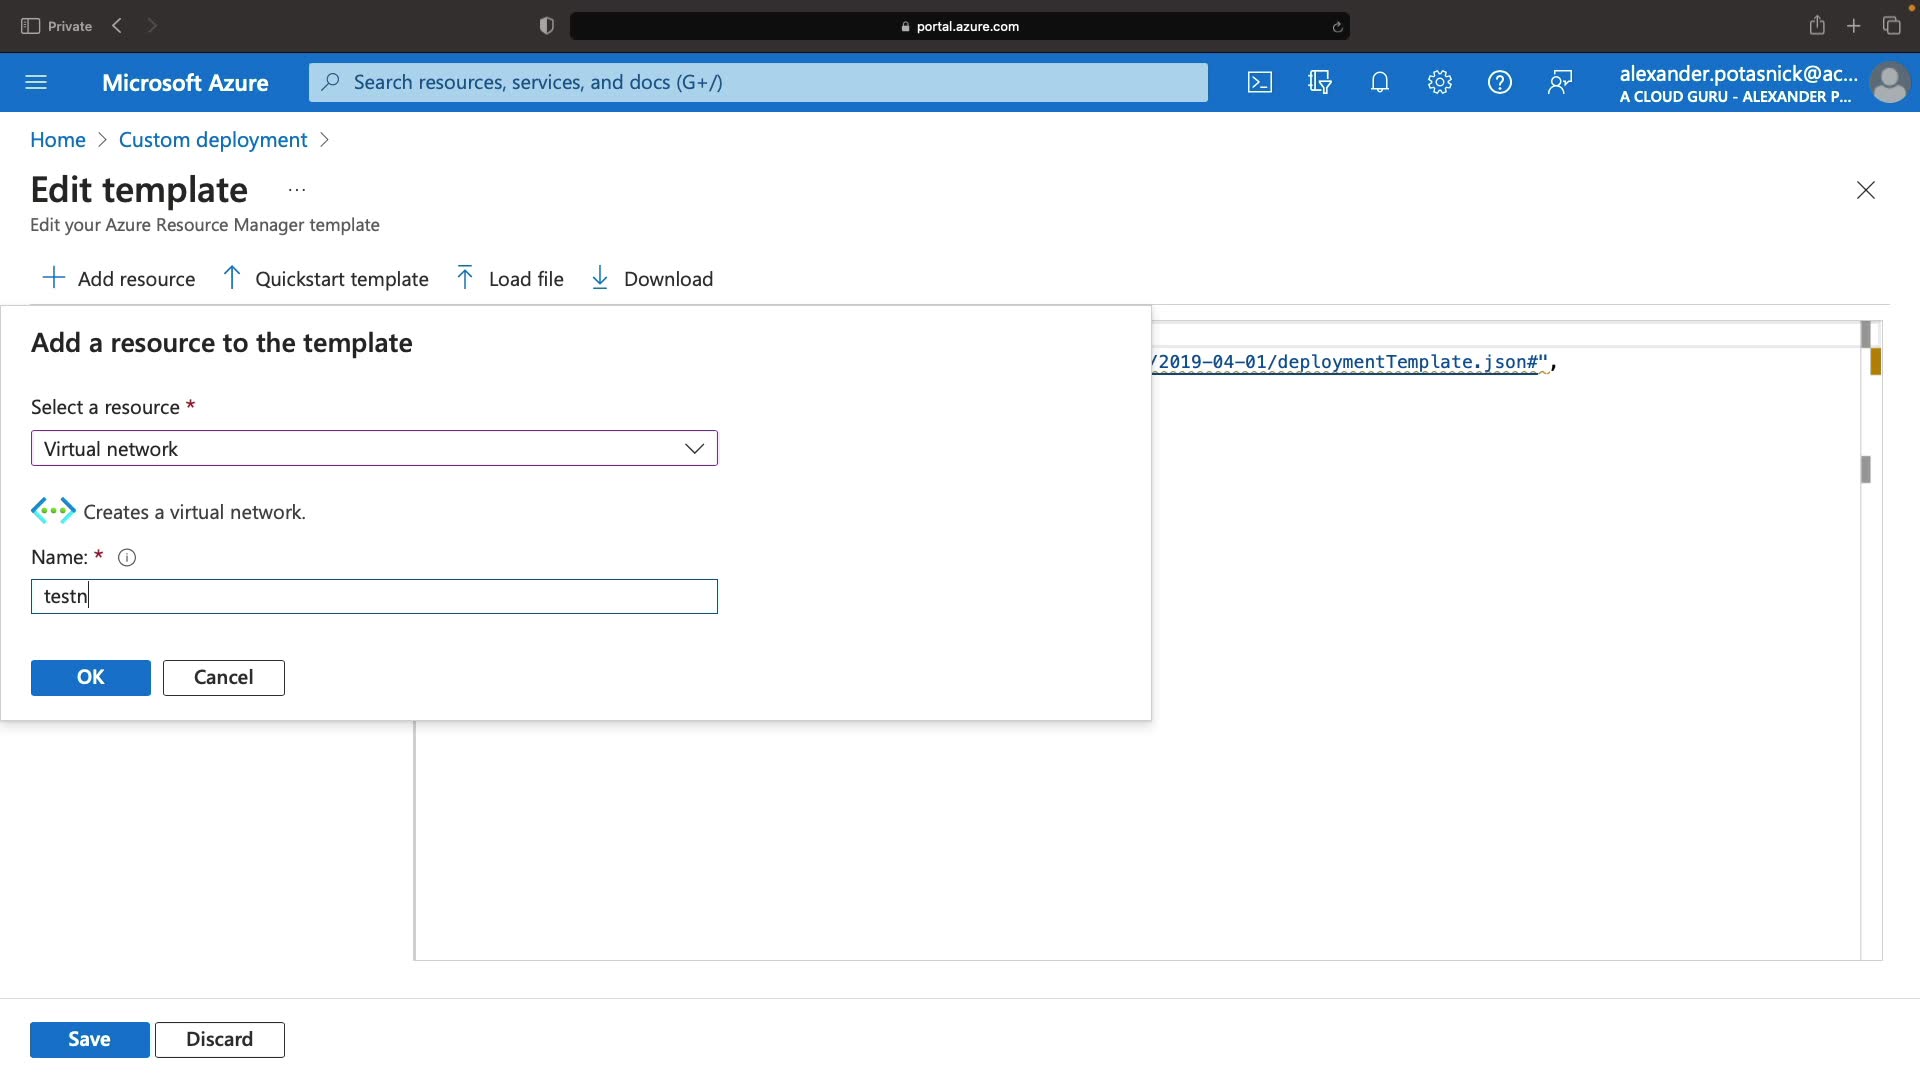 Private
portal.azure.com
Microsoft Azure
Search resources, services, and docs (G+/)
alexander.potasnick@ac...
A CLOUD GURU - ALEXANDER P...
Home > Custom deployment >
Edit template ...
Edit your Azure Resource Manager template
Add resource
Quickstart template
Load file
Download
Add a resource to the template
/2019-04-01/deploymentTemplate.json#",
Select a resource *
Virtual network
Creates a virtual network.
Name: *
testn
OK
Cancel
Save
Discard